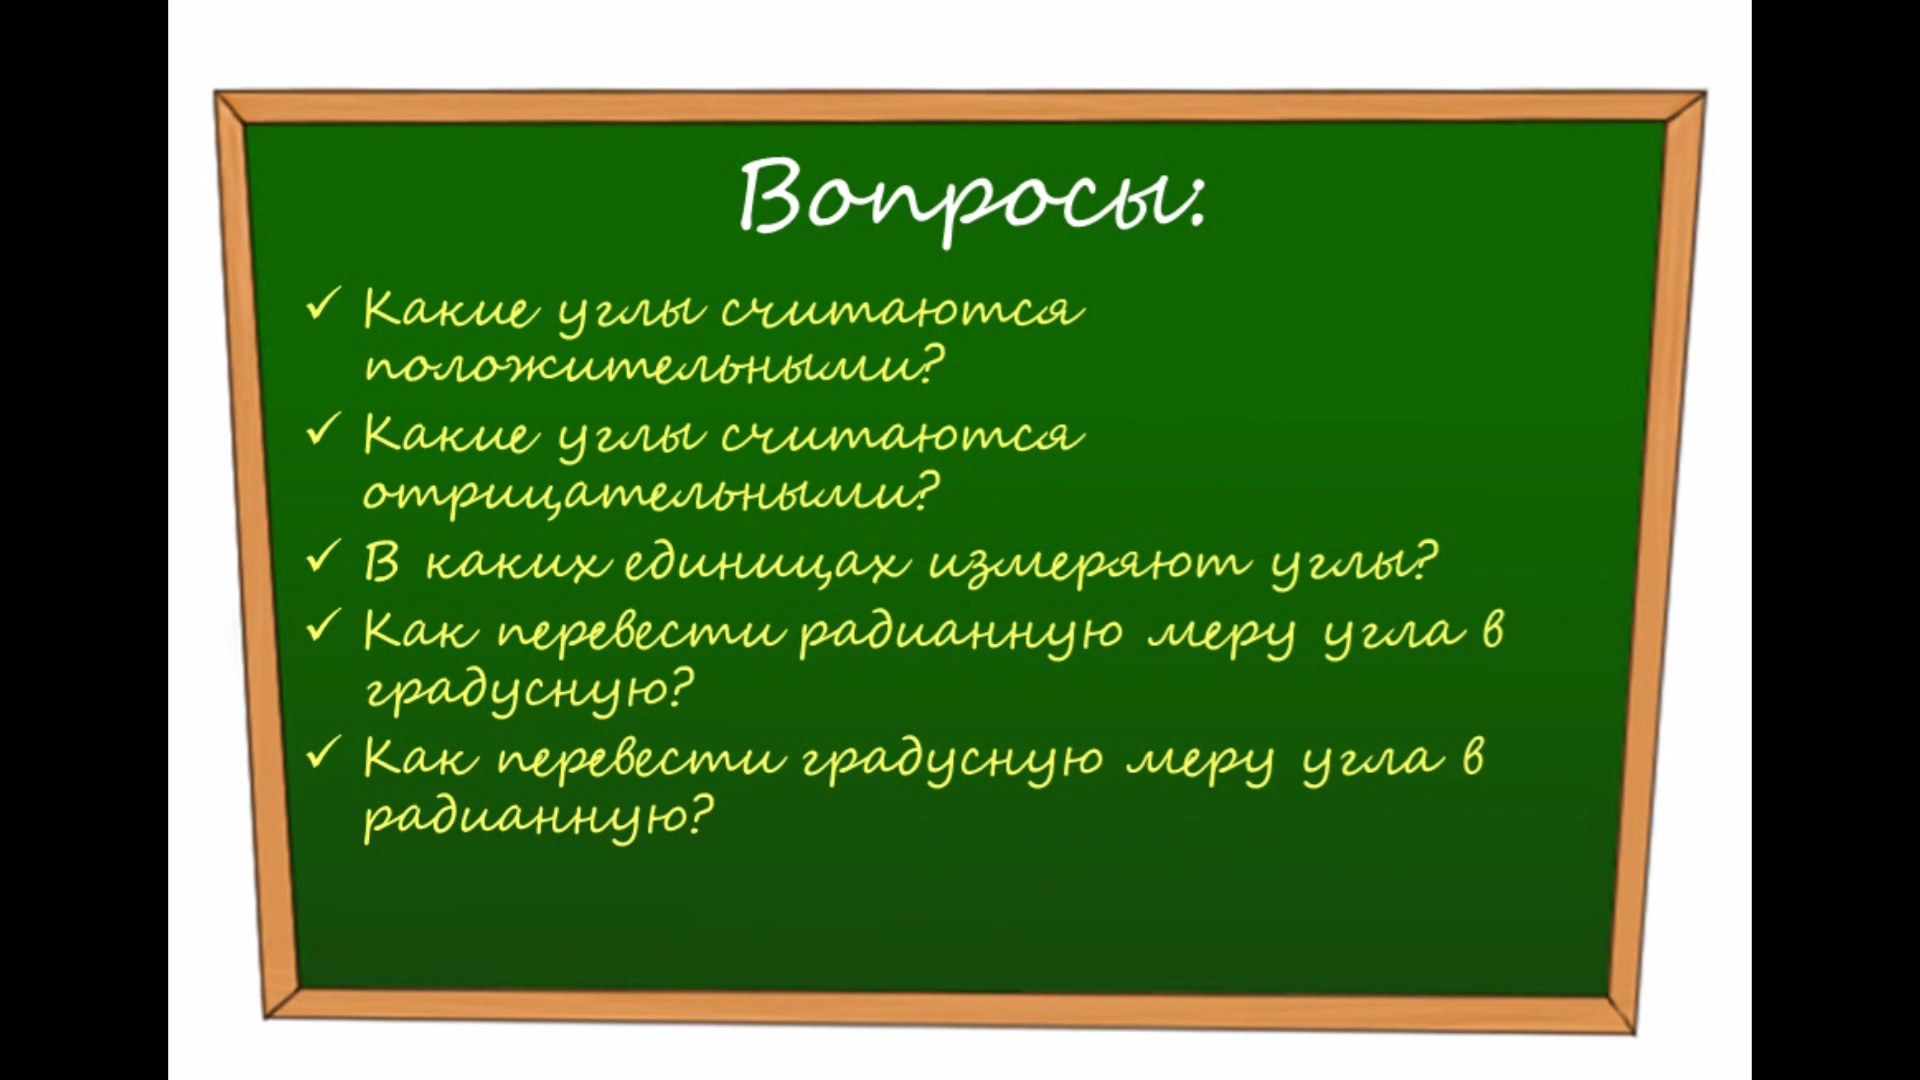 Вопросы:
✓ Какие углы считаются
положительными?
✓ Какие углы считаются
отрицательными?
✓ В каких единицах измеряют углы?
✓ Как перевести радианную меру угла в
градусную?
✓ Как перевести градусную меру угла в
радианную?